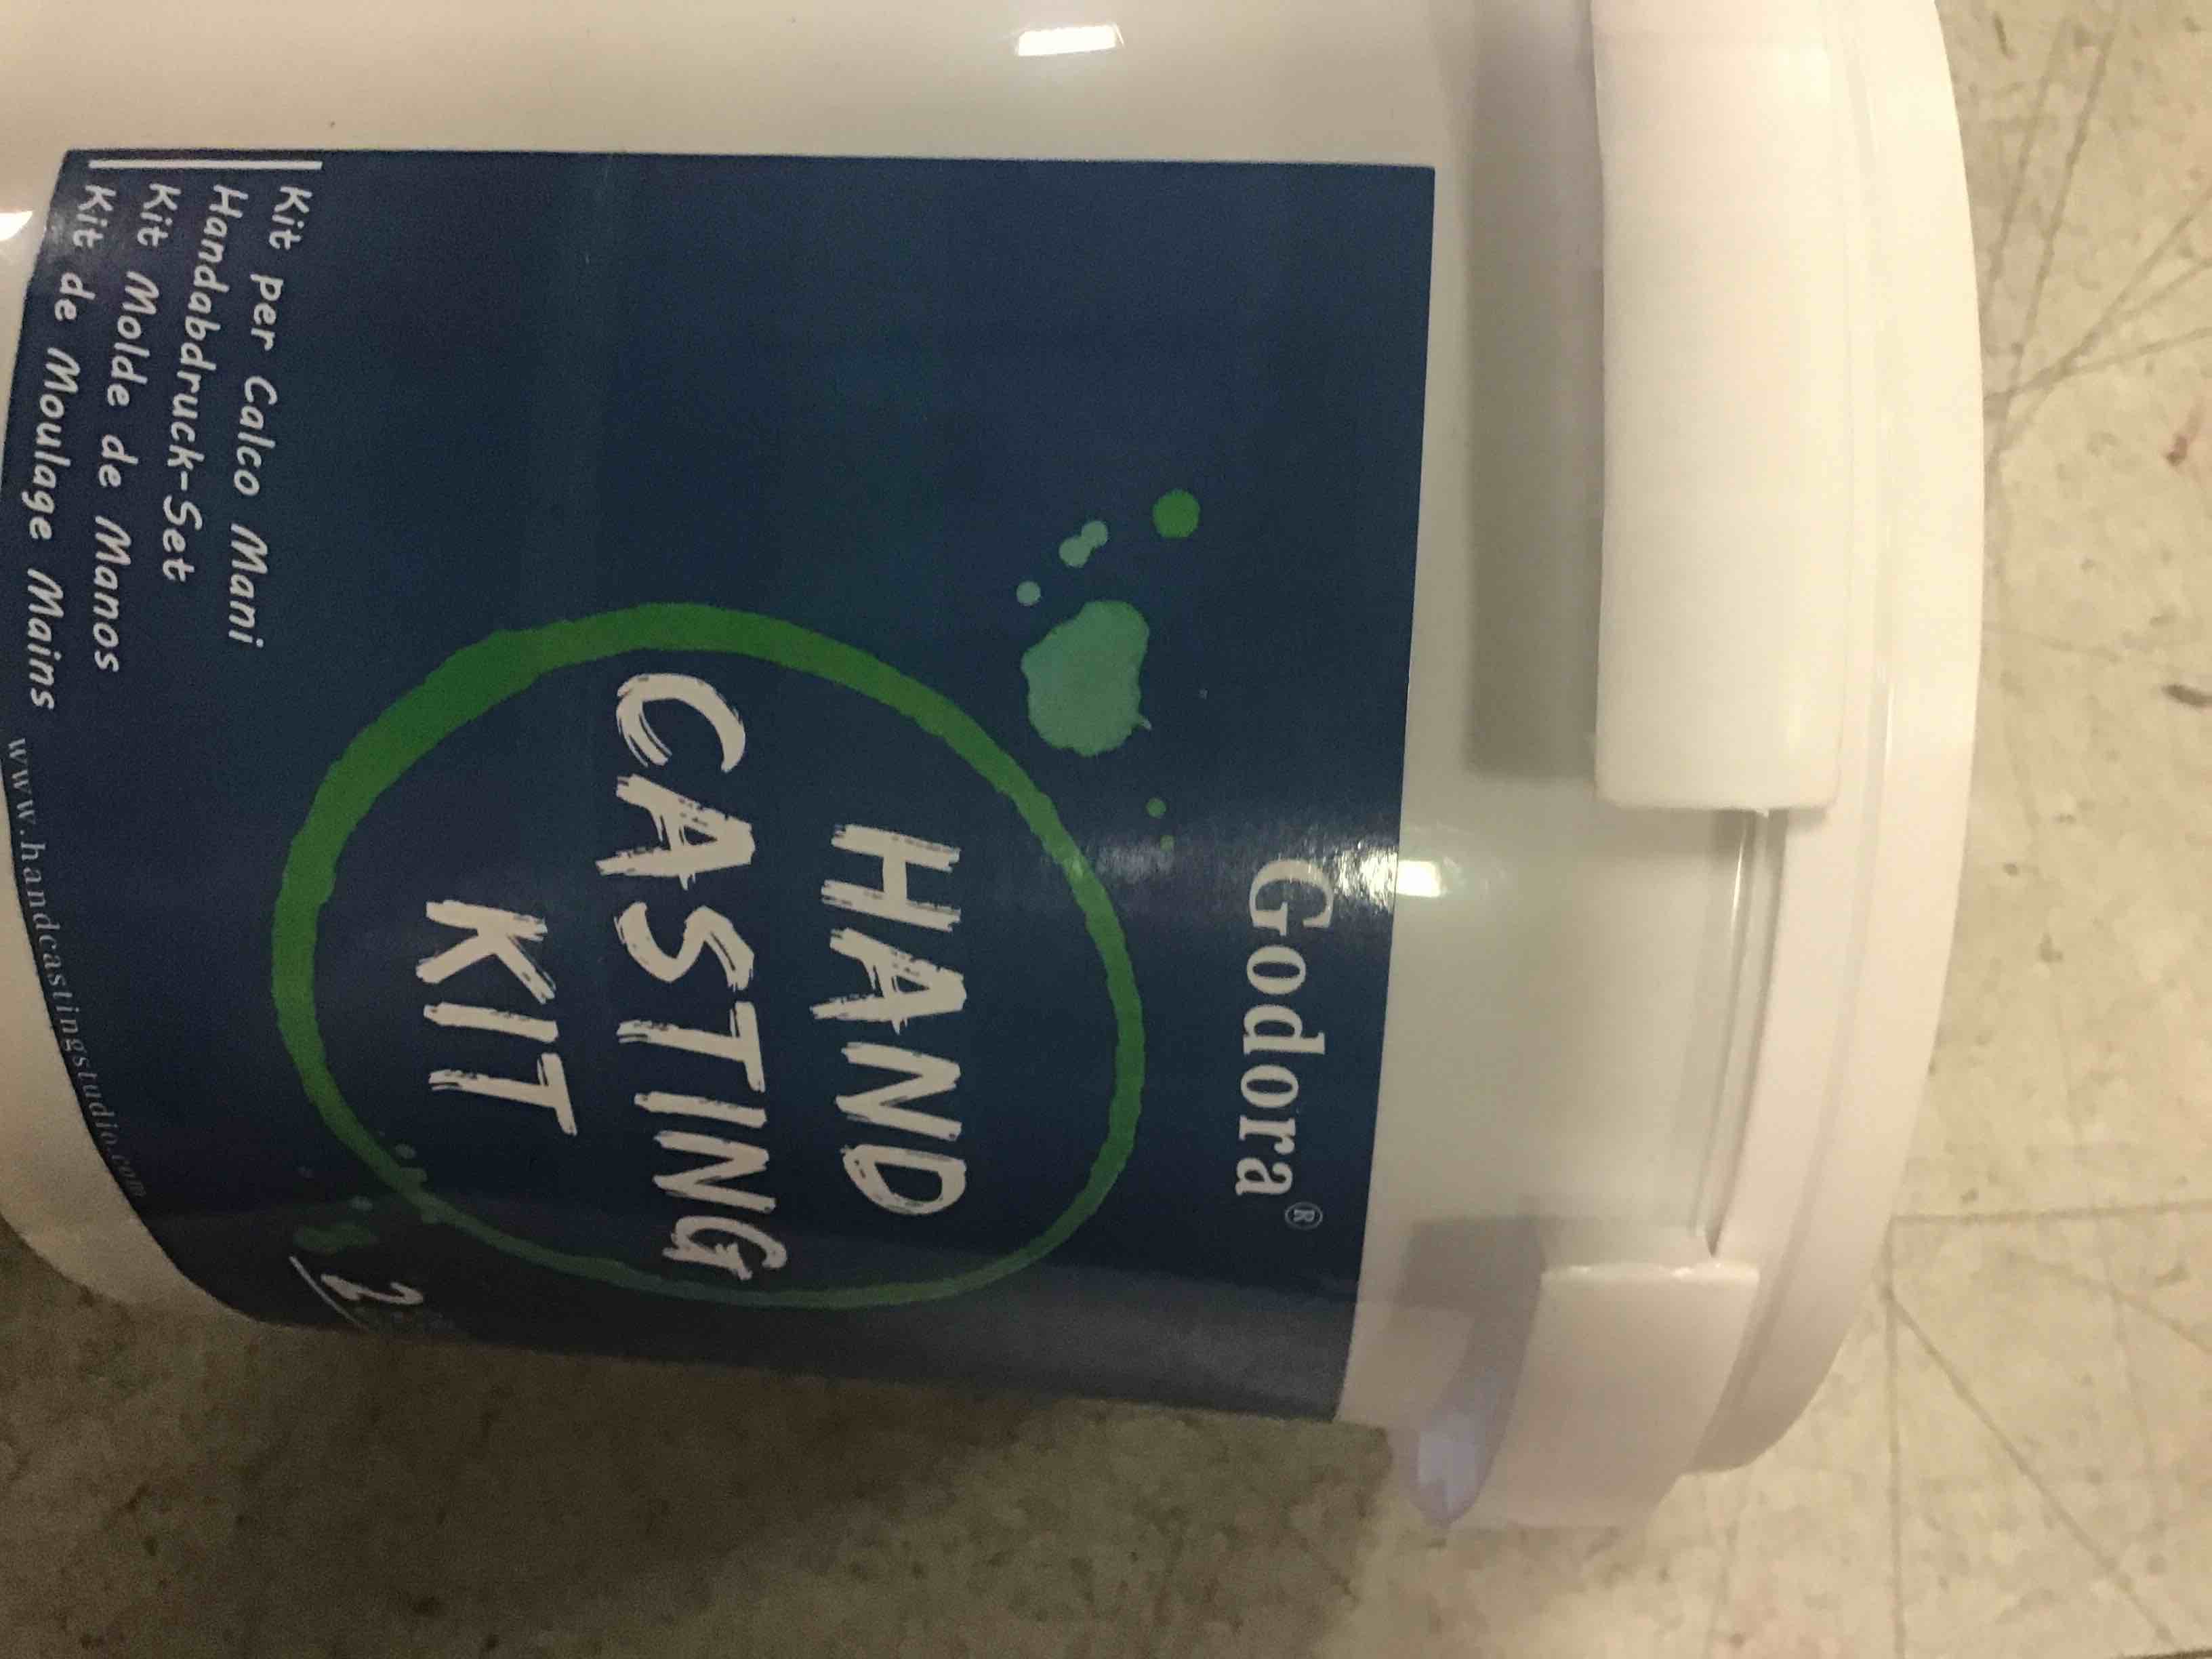 Godora®
HAND
CASTING
KIT
2
Kit per Calco Mani
Handabdruck-Set
Kit Molde de Manos
Kit de Moulage Mains
www.handcastingstudio.com